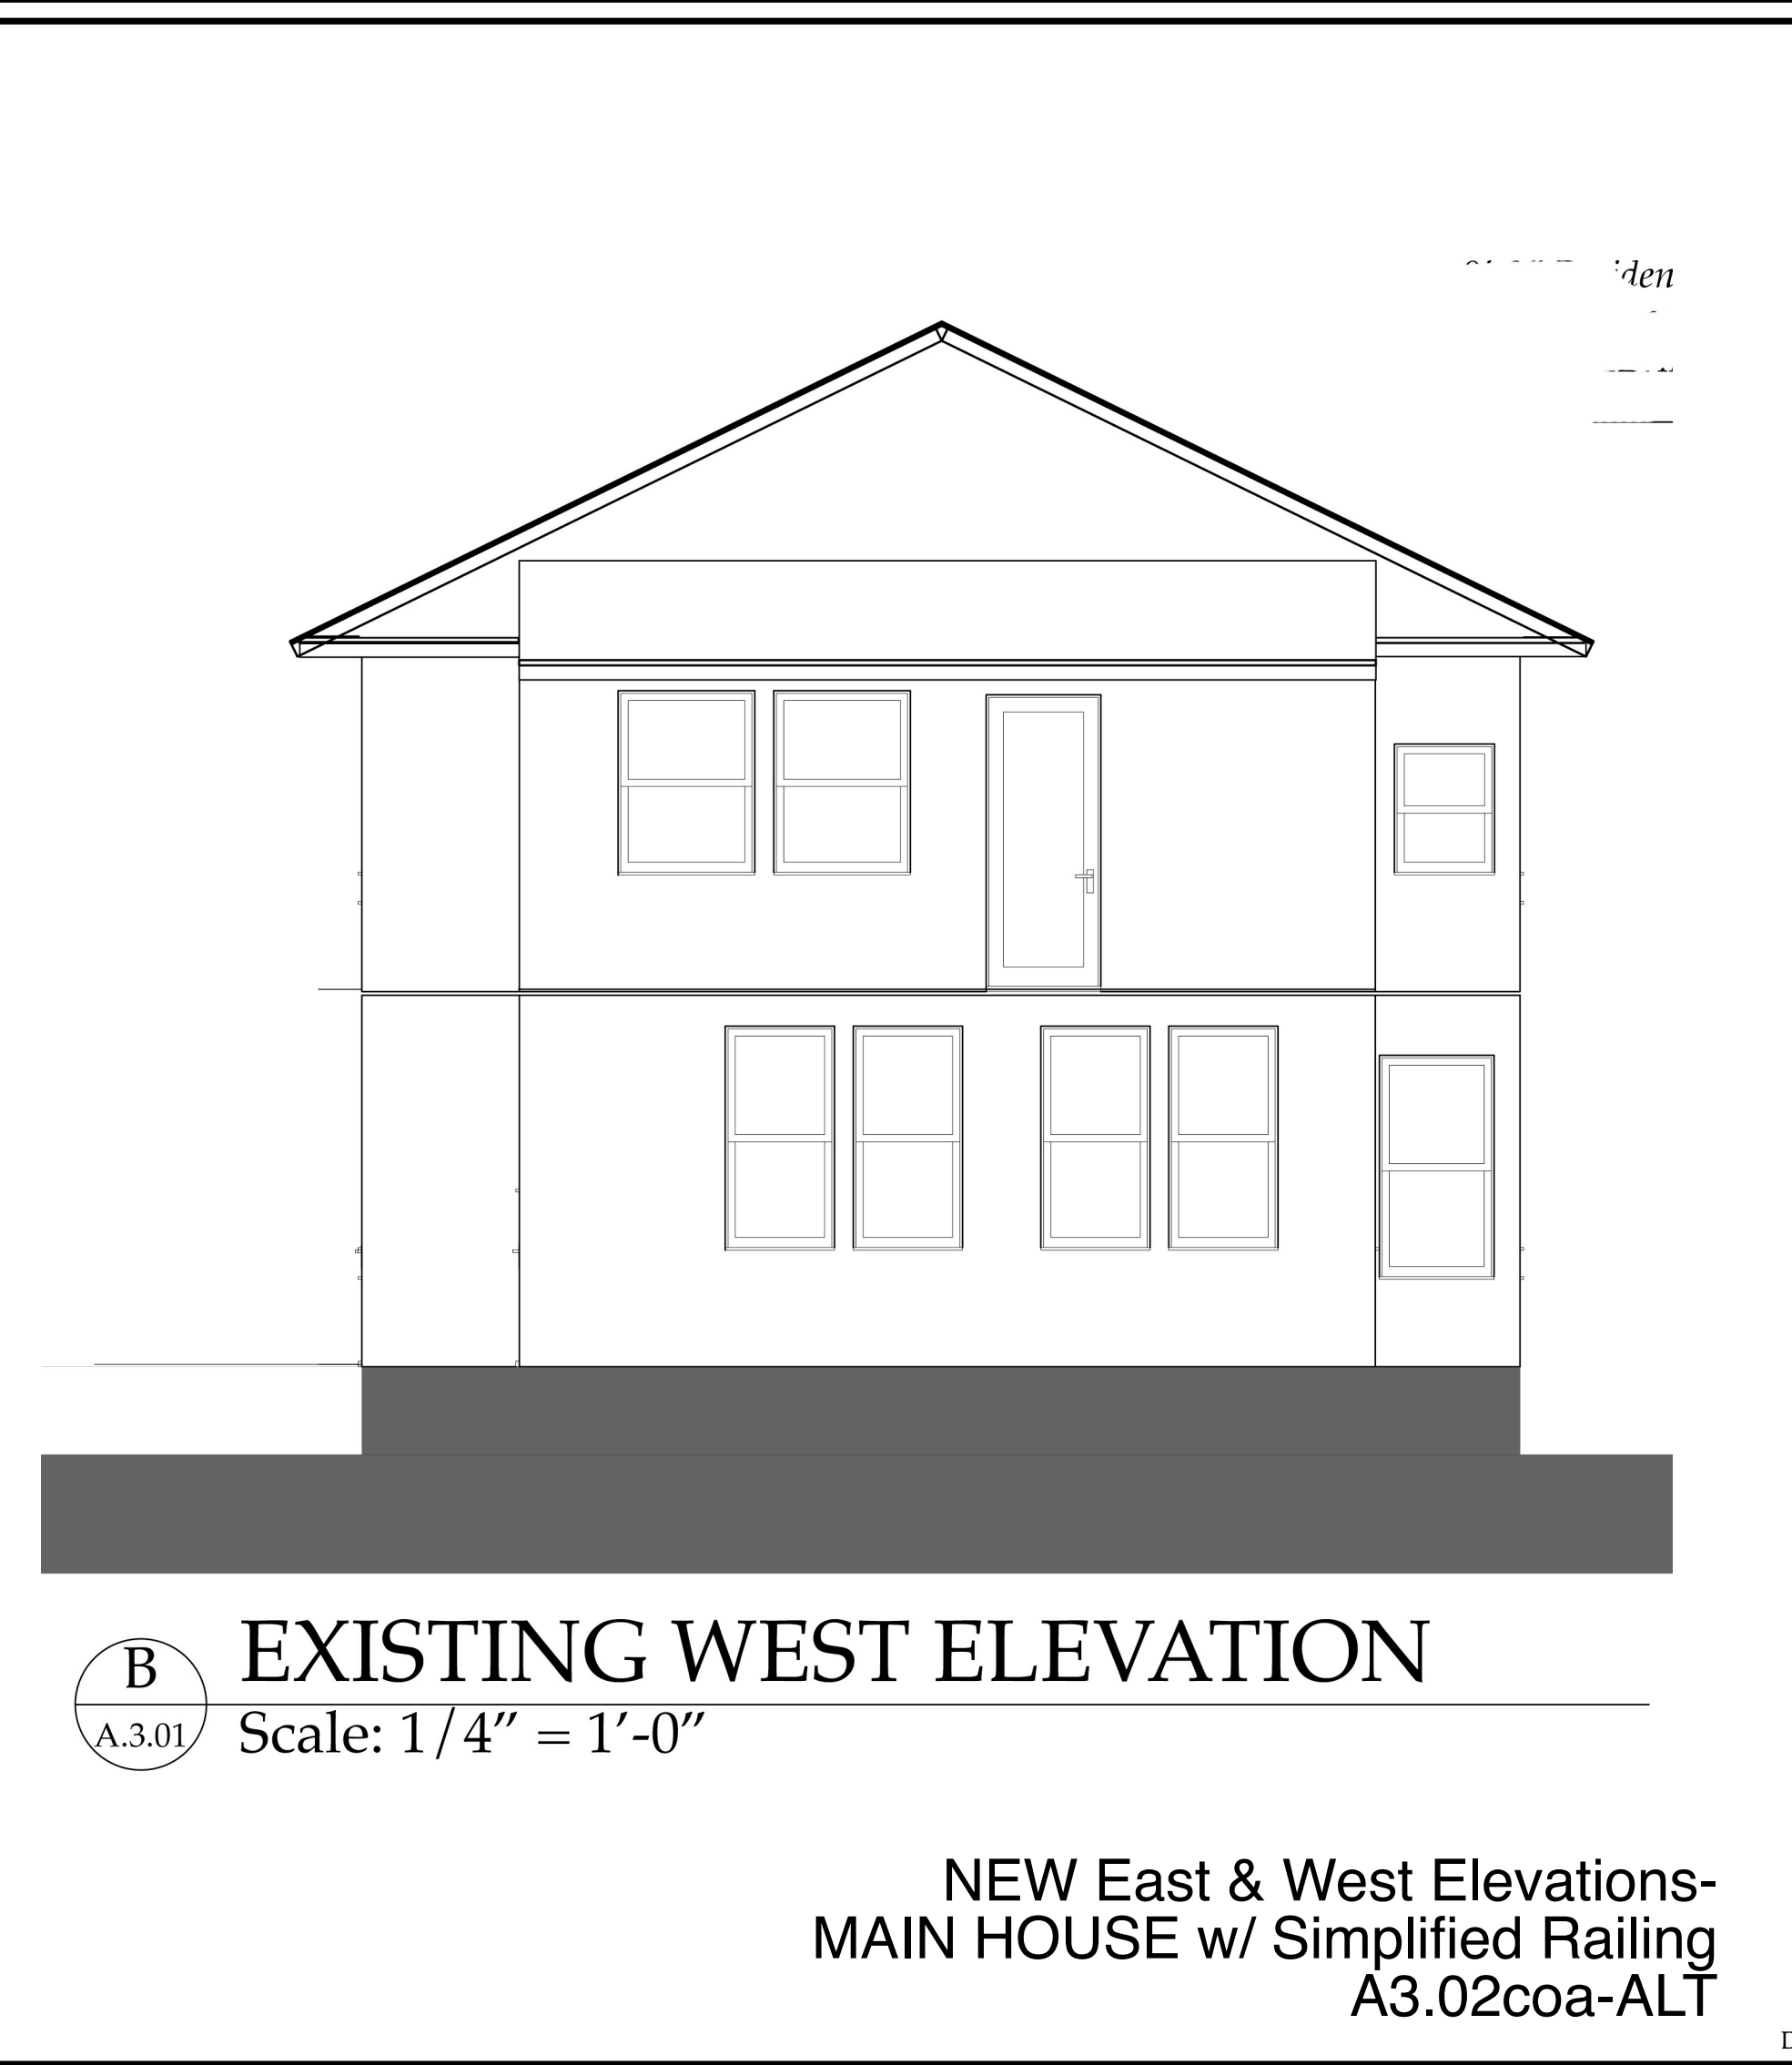 B
EXISTING WEST ELEVATION
A.3.01
Scale: 1/4″ = 1′-0″
NEW East & West Elevations-
MAIN HOUSE w/ Simplified Railing
A3.02coa-ALT